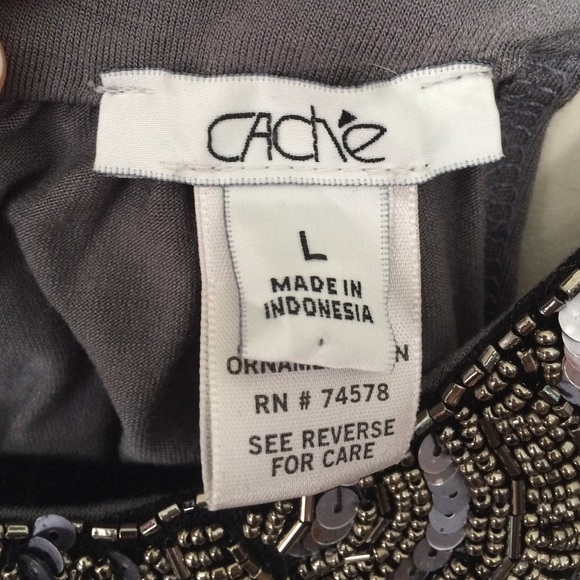 CAChé
L
MADE IN
INDONESIA
RN # 74578
SEE REVERSE
FOR CARE